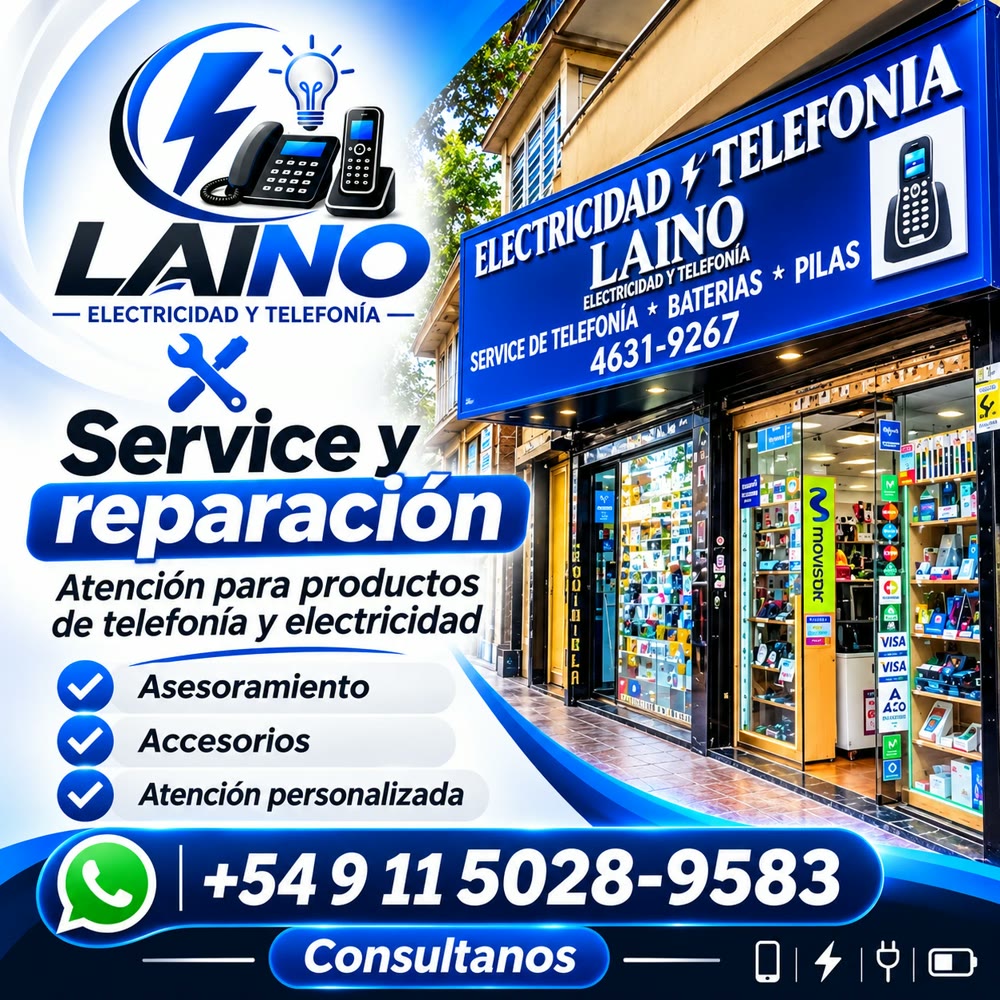 LAINO
ELECTRICIDAD Y TELEFONÍA
Service y
reparación
Atención para productos
de telefonía y electricidad
Asesoramiento
Accesorios
Atención personalizada
ELECTRICIDAD TELEFONIA
LAINO
ELECTRICIDAD Y TELEFONÍA
SERVICE DE TELEFONÍA * BATERIAS * PILAS
4631-9267
VISA
VISA
+54 9 11 5028-9583
Consultanos